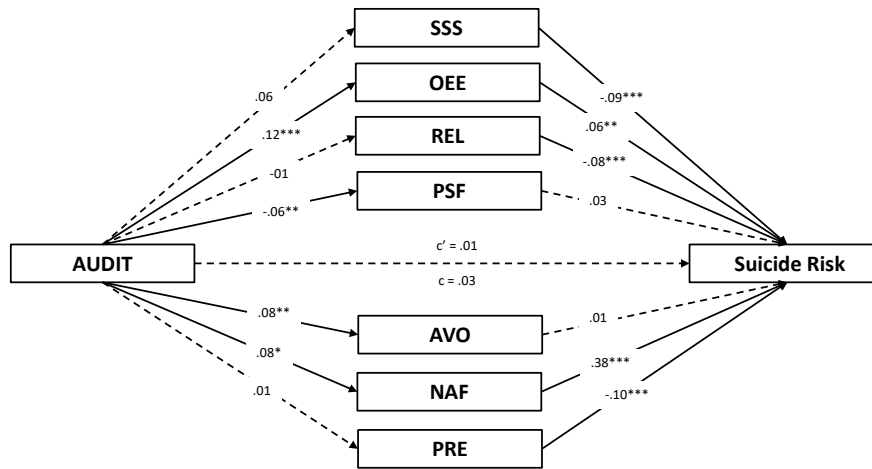 SSS
OEE
REL
PSF
.06
.12***
-01
-.06**
-.09***
.06**
-.08***
.03
AUDIT
c' = .01
c = .03
Suicide Risk
.08**
.08*
.01
AVO
NAF
PRE
.01
.38***
-.10***